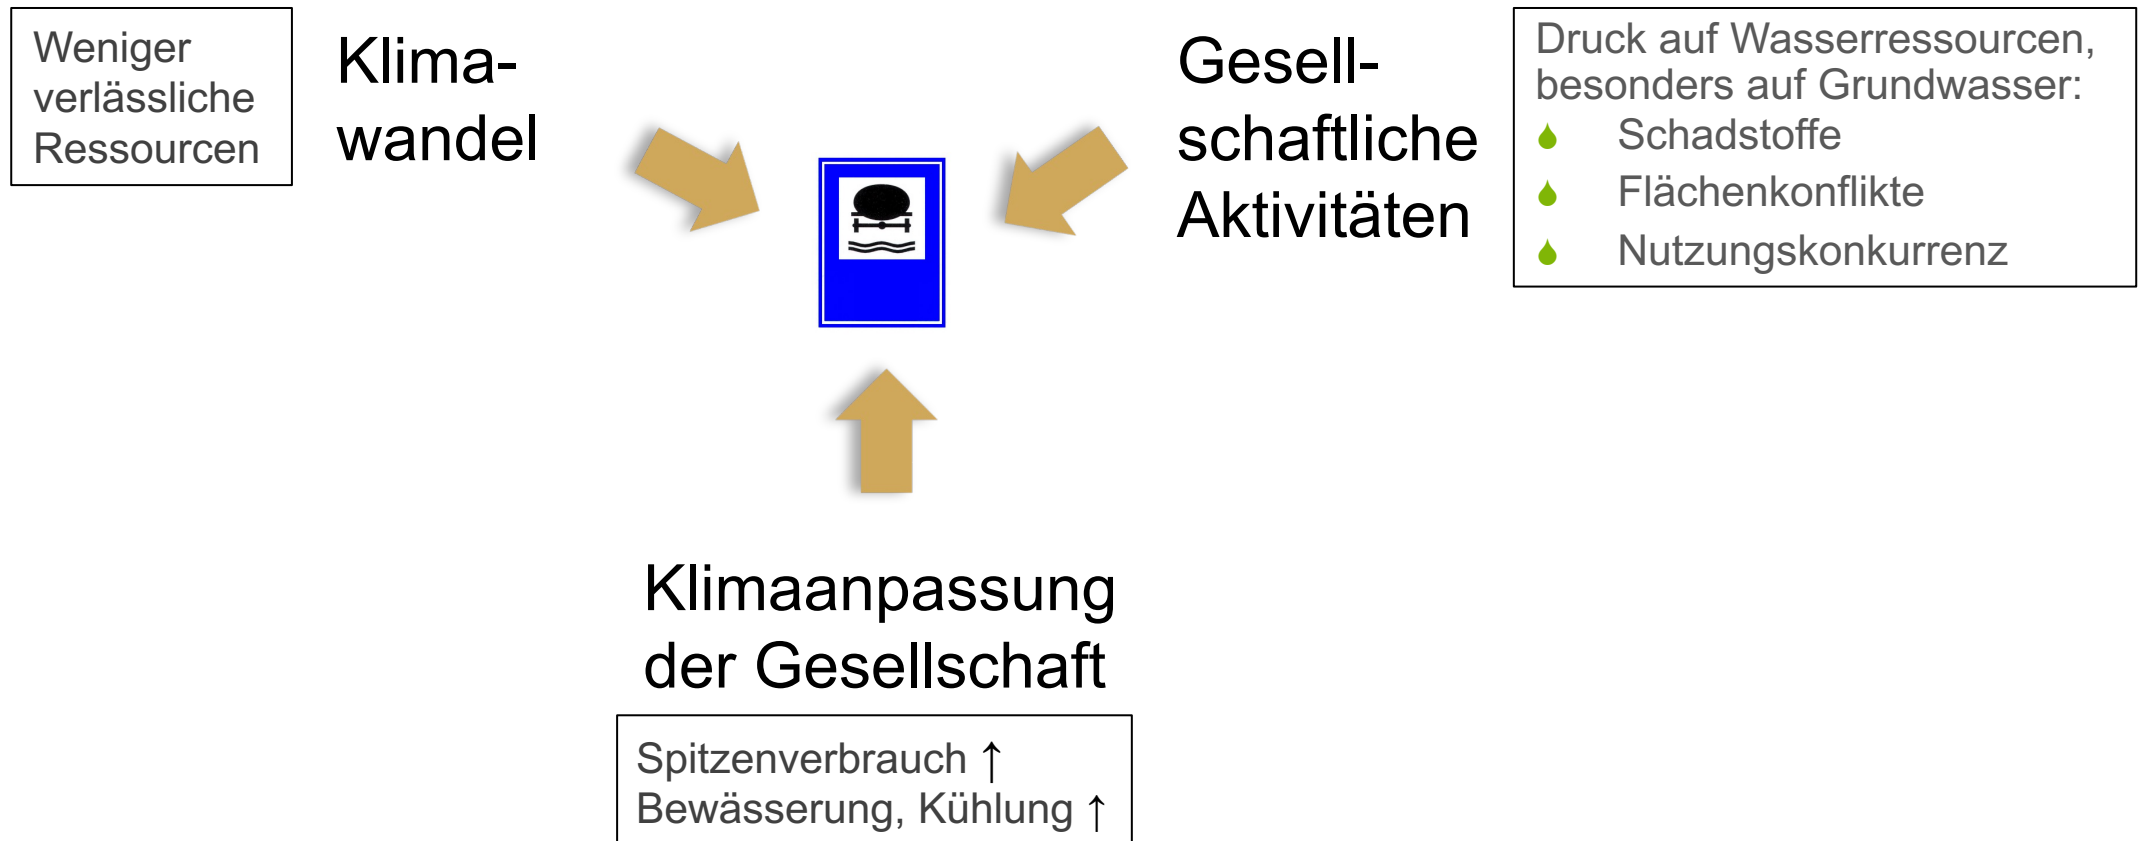 Weniger
verlässliche
Ressourcen
Klima-
wandel
Gesell-
schaftliche
Aktivitäten
Druck auf Wasserressourcen,
besonders auf Grundwasser:
Schadstoffe
Flächenkonflikte
Nutzungskonkurrenz
Klimaanpassung
der Gesellschaft
Spitzenverbrauch ↑
Bewässerung, Kühlung ↑